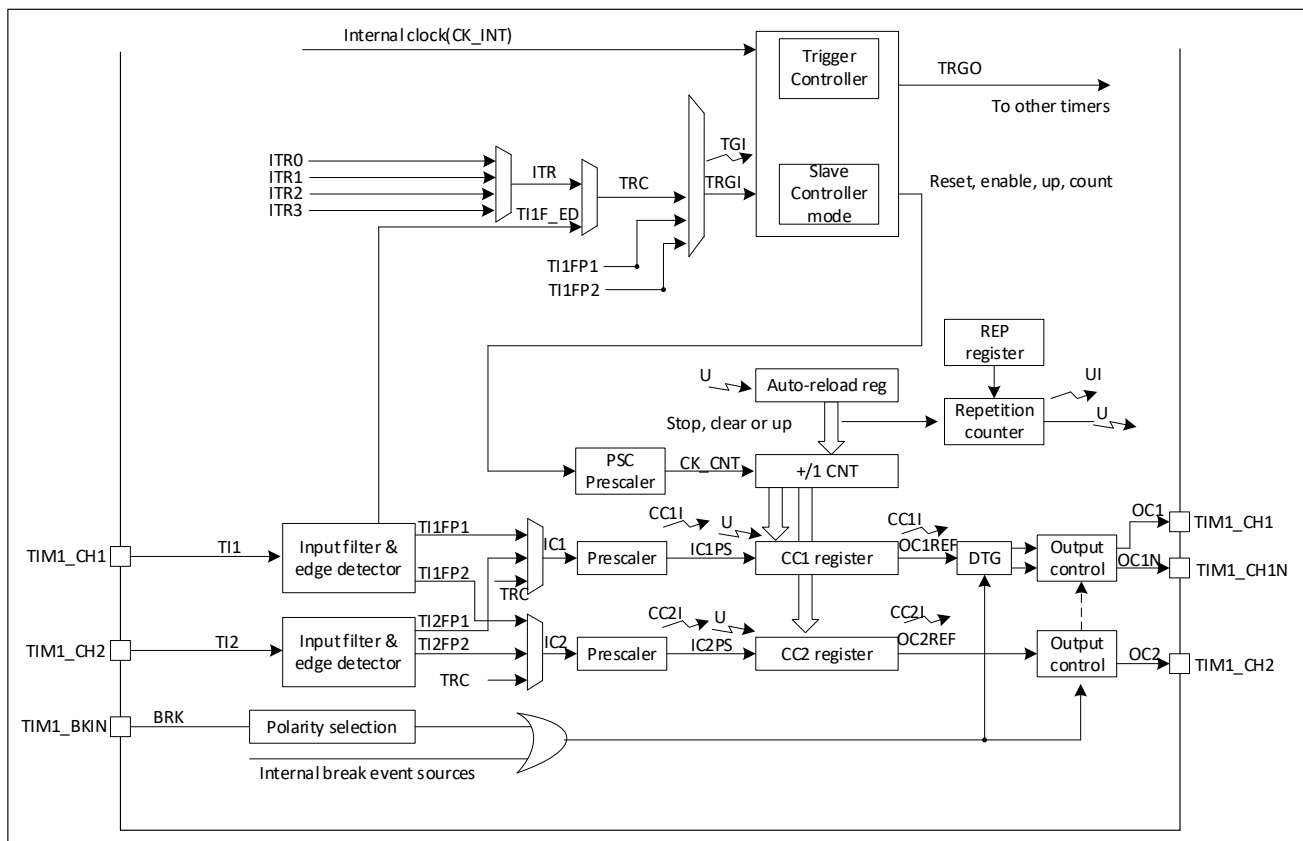 Internal clock(CK_INT)
Trigger
Controller
TRGO
To other timers
TGI
ITR0
ITR1
ITR2
ITR3
ITR
TRC
TRGI
TI1F_ED
Slave
Controller
mode
Reset, enable, up, count
TI1FP1
TI1FP2
REP
register
U
Auto-reload reg
UI
Repetition
counter
U
Stop, clear or up
PSC
Prescaler
CK_CNT
+/1 CNT
TIM1_CH1
TI1
Input filter &
edge detector
TI1FP1
TI1FP2
TRC
IC1
Prescaler
CC1I
U
IC1PS
CC1 register
CC1I
OC1REF
DTG
Output
control
OC1
TIM1_CH1
OC1N
TIM1_CH1N
TIM1_CH2
TI2
Input filter &
edge detector
TI2FP1
TI2FP2
TRC
IC2
Prescaler
CC2I
U
IC2PS
CC2 register
CC2I
OC2REF
Output
control
OC2
TIM1_CH2
TIM1_BKIN
BRK
Polarity selection
Internal break event sources